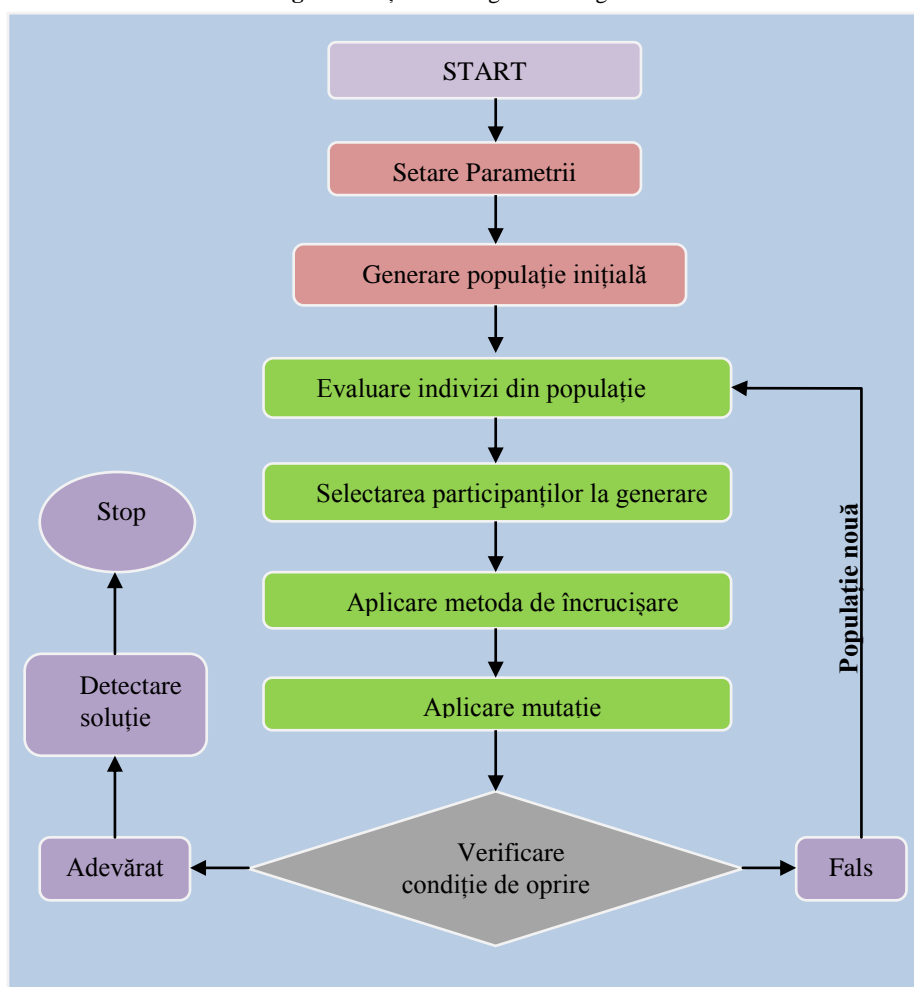 START
Setare Parametrii
Generare populație inițială
Evaluare indivizi din populație
Selectarea participanților la generare
Aplicare metoda de încrucișare
Aplicare mutație
Verificare
condiție de oprire
Adevărat
Detectare
soluție
Stop
Fals
Populație nouă